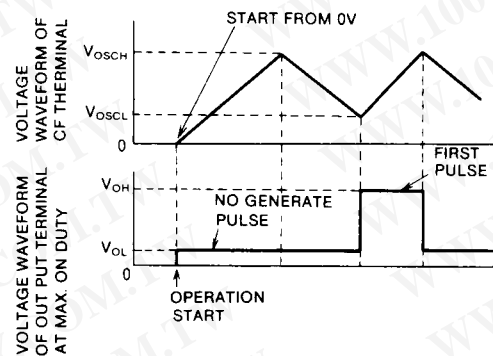 START FROM 0V
VOLTAGE
WAVEFORM OF
CF THERMINAL
VOSCH
VOSCL
0
VOLTAGE WAVEFORM
OF OUT PUT TERMINAL
AT MAX. ON DUTY
VOH
NO GENERATE
PULSE
FIRST
PULSE
VOL
0
OPERATION
START